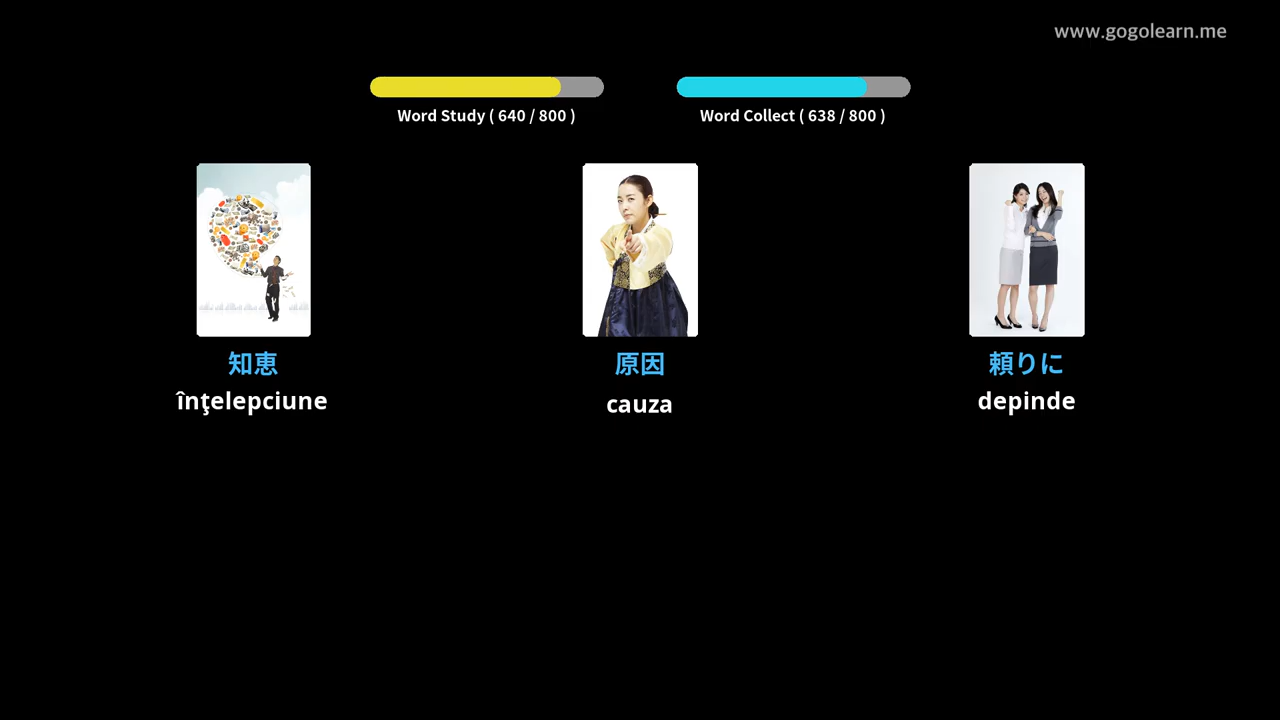 www.gogolearn.me
Word Study ( 640 / 800 )
Word Collect ( 638 / 800 )
知恵
înţelepciune
原因
cauza
頼りに
depinde